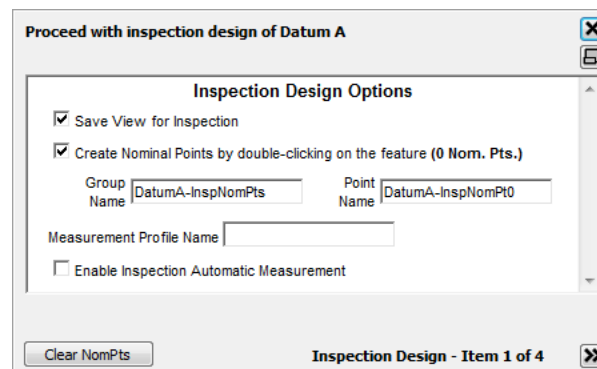 Proceed with inspection design of Datum A
Inspection Design Options
Save View for Inspection
Create Nominal Points by double-clicking on the feature (0 Nom. Pts.)
Group Name DatumA-InspNomPts Point Name DatumA-InspNomPt0
Measurement Profile Name
Enable Inspection Automatic Measurement
Clear NomPts Inspection Design - Item 1 of 4